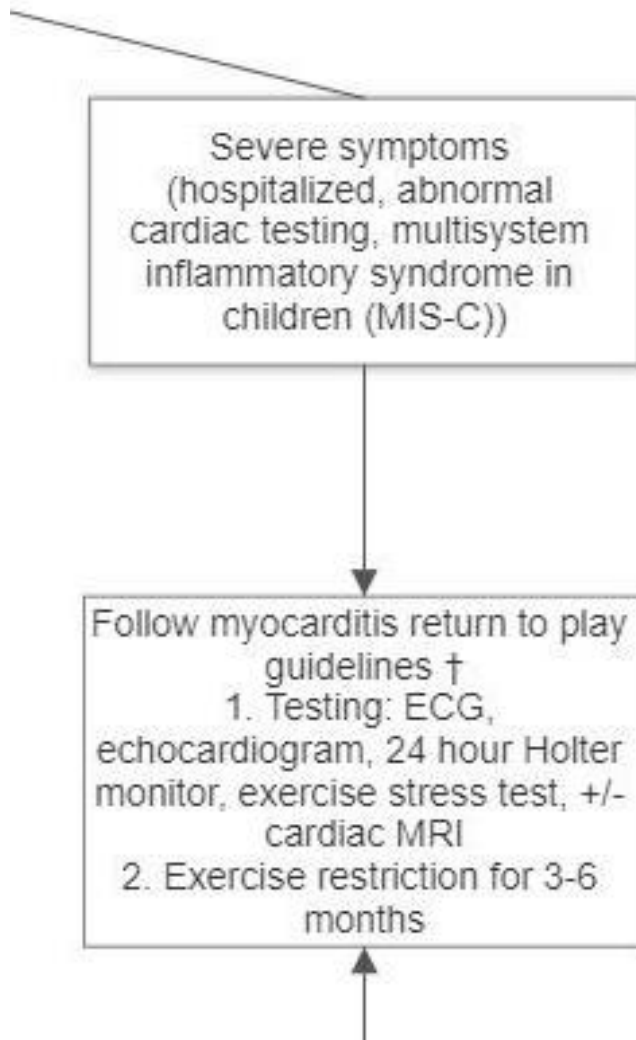 Severe symptoms
(hospitalized, abnormal
cardiac testing, multisystem
inflammatory syndrome in
children (MIS-C))
Follow myocarditis return to play
guidelines †
1. Testing: ECG,
echocardiogram, 24 hour Holter
monitor, exercise stress test, +/-
cardiac MRI
2. Exercise restriction for 3-6
months